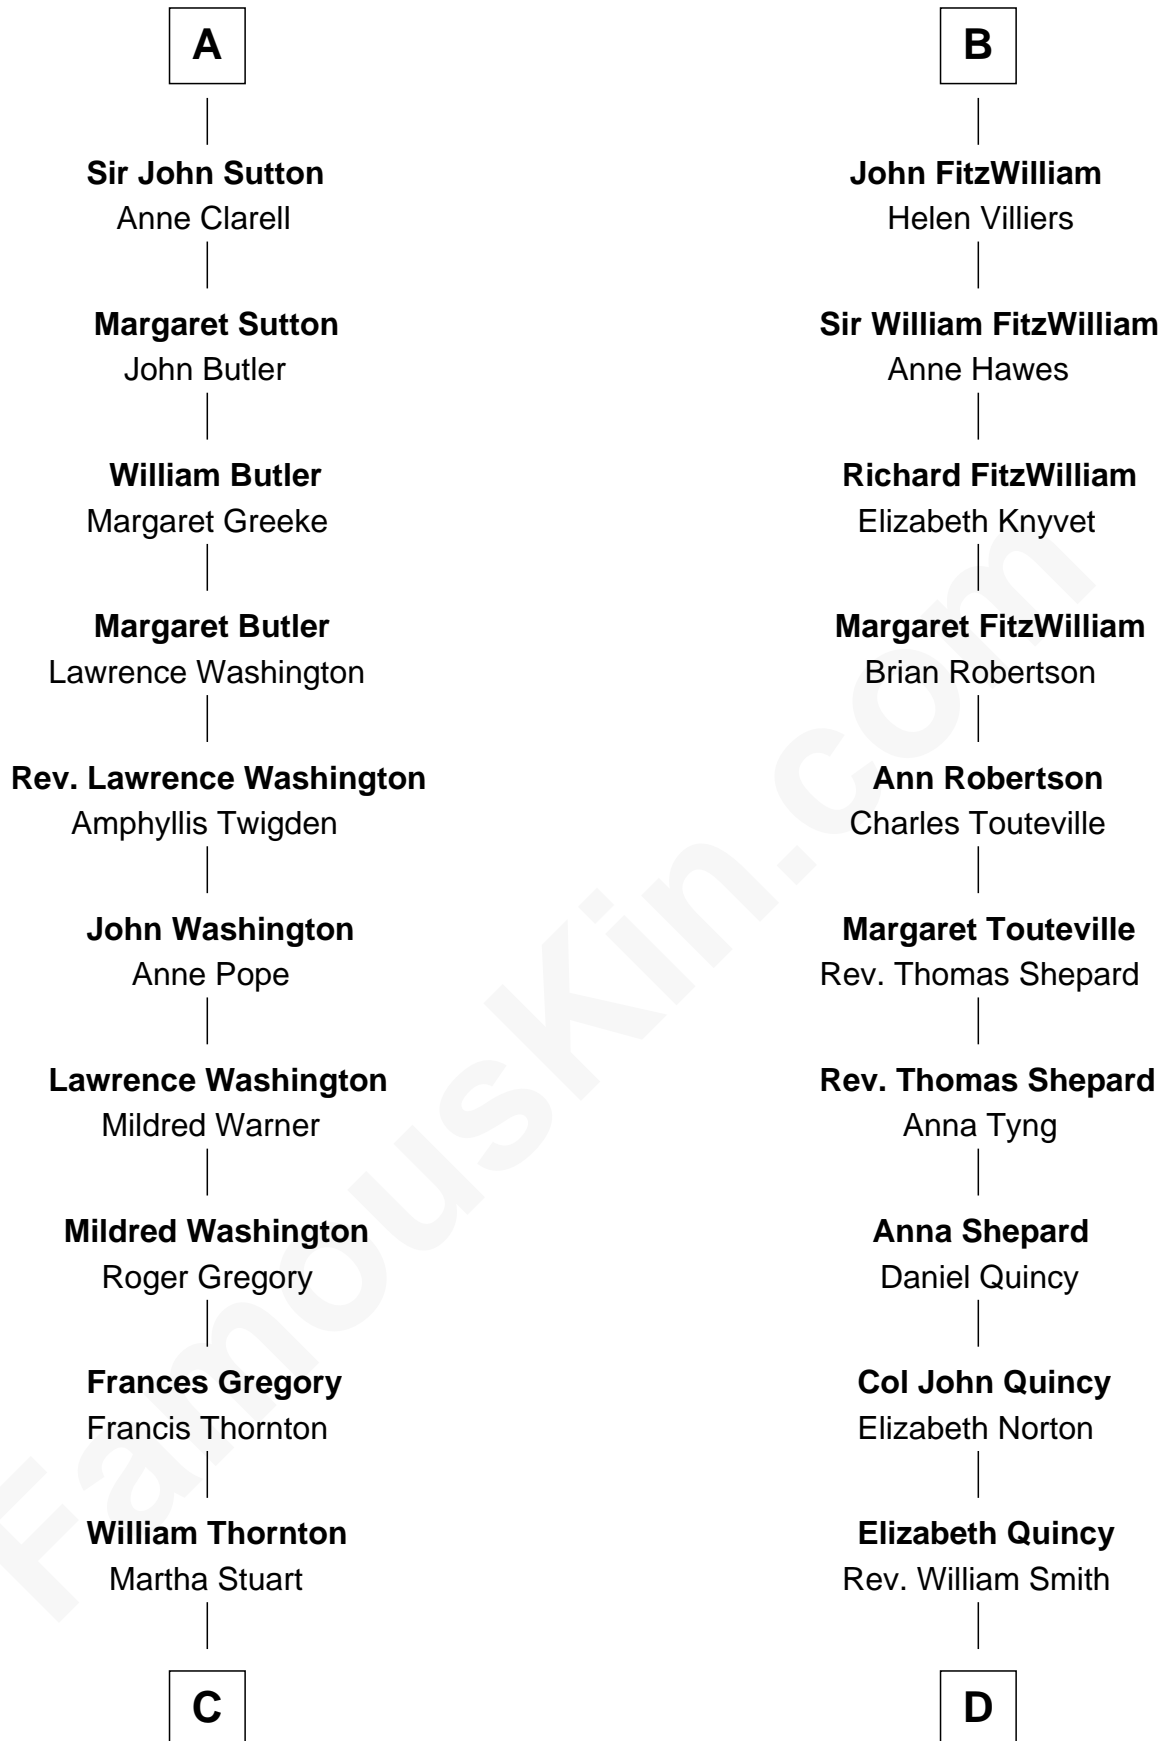 A
Sir John Sutton
Anne Clarell
Margaret Sutton
John Butler
William Butler
Margaret Greeke
Margaret Butler
Lawrence Washington
Rev. Lawrence Washington
Amphyllis Twigden
John Washington
Anne Pope
Lawrence Washington
Mildred Warner
Mildred Washington
Roger Gregory
Frances Gregory
Francis Thornton
William Thornton
Martha Stuart
C
B
John FitzWilliam
Helen Villiers
Sir William FitzWilliam
Anne Hawes
Richard FitzWilliam
Elizabeth Knyvet
Margaret FitzWilliam
Brian Robertson
Ann Robertson
Charles Touteville
Margaret Touteville
Rev. Thomas Shepard
Rev. Thomas Shepard
Anna Tyng
Anna Shepard
Daniel Quincy
Col John Quincy
Elizabeth Norton
Elizabeth Quincy
Rev. William Smith
D
FamousKin.com